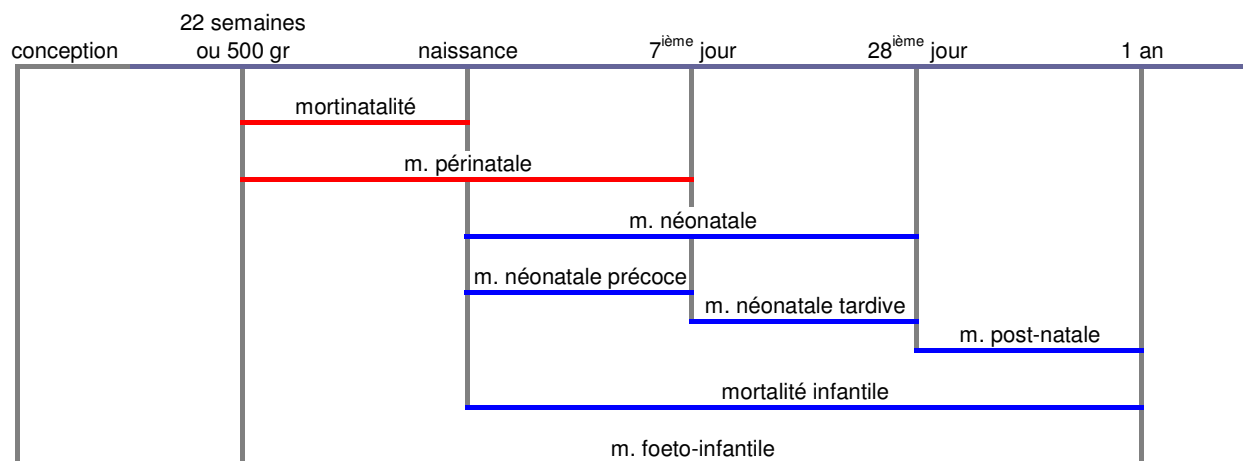 22 semaines
conception ou 500 gr naissance 7ième jour 28ième jour 1 an
mortinatalité
m. périnatale
m. néonatale
m. néonatale précoce
m. néonatale tardive
m. post-natale
mortalité infantile
m. foeto-infantile